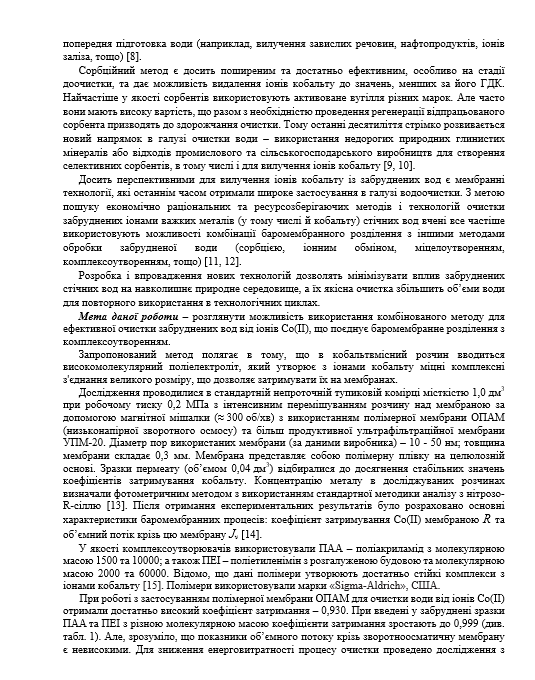 попередня підготовка води (наприклад, вилучення завислих речовин, нафтопродуктів, іонів
заліза, тощо) [8].
Сорбційний метод є досить поширеним та достатньо ефективним, особливо на стадії
доочистки, та дає можливість видалення іонів кобальту до значень, менших за його ГДК.
Найчастіше у якості сорбентів використовують активоване вугілля різних марок. Але часто
вони мають високу вартість, що разом з необхідністю проведення регенерації відпрацьованого
сорбента призводять до здорожчання очистки. Тому останні десятиліття стрімко розвивається
новий напрямок в галузі очистки води – використання недорогих природних глинистих
мінералів або відходів промислового та сільськогосподарського виробництв для створення
селективних сорбентів, в тому числі і для вилучення іонів кобальту [9, 10].
Досить перспективними для вилучення іонів кобальту із забруднених вод є мембранні
технології, які останнім часом отримали широке застосування в галузі водоочистки. З метою
пошуку економічно раціональних та ресурсозберігаючих методів і технологій очистки
забруднених іонами важких металів (у тому числі й кобальту) стічних вод вчені все частіше
використовують можливості комбінації баромембранного розділення з іншими методами
обробки забрудненої води (сорбцією, іонним обміном, міцелоутворенням,
комплексоутворенням, тощо) [11, 12].
Розробка і впровадження нових технологій дозволять мінімізувати вплив забруднених
стічних вод на навколишнє природне середовище, а їх якісна очистка збільшить об’єми води
для повторного використання в технологічних циклах.
Мета даної роботи – розглянути можливість використання комбінованого методу для
ефективної очистки забруднених вод від іонів Co(II), що поєднує баромембранне розділення з
комплексоутворенням.
Запропонований метод полягає в тому, що в кобальтвмісний розчин вводиться
високомолекулярний поліелектроліт, який утворює з іонами кобальту міцні комплексні
з'єднання великого розміру, що дозволяє затримувати їх на мембранах.
Дослідження проводилися в стандартній непроточній тупиковій комірці місткістю 1,0 дм³
при робочому тиску 0,2 МПа з інтенсивним перемішуванням розчину над мембраною за
допомогою магнітної мішалки (≈ 300 об/хв) з використанням полімерної мембрани ОПАМ
(низьконапірної зворотного осмосу) та більш продуктивної ультрафільтраційної мембрани
УПМ-20. Діаметр пор використаних мембрани (за даними виробника) – 10 - 50 нм; товщина
мембрани складає 0,3 мм. Мембрана представляє собою полімерну плівку на целюлозній
основі. Зразки пермеату (об’ємом 0,04 дм³) відбиралися до досягнення стабільних значень
коефіцієнтів затримування кобальту. Концентрацію металу в досліджуваних розчинах
визначали фотометричним методом з використанням стандартної методики аналізу з нітрозо-
R-сіллю [13]. Після отримання експериментальних результатів було розраховано основні
характеристики баромембранних процесів: коефіцієнт затримування Co(II) мембраною R та
об’ємний потік крізь цю мембрану Jᵥ [14].
У якості комплексоутворювачів використовували ПАА – поліакриламід з молекулярною
масою 1500 та 10000; а також ПЕІ – поліетиленімін з розгалуженою будовою та молекулярною
масою 2000 та 60000. Відомо, що дані полімери утворюють достатньо стійкі комплекси з
іонами кобальту [15]. Полімери використовували марки «Sigma-Aldrich», США.
При роботі з застосуванням полімерної мембрани ОПАМ для очистки води від іонів Co(II)
отримали достатньо високий коефіцієнт затримання – 0,930. При введені у забруднені зразки
ПАА та ПЕІ з різною молекулярною масою коефіцієнти затримання зростають до 0,999 (див.
табл. 1). Але, зрозуміло, що показники об’ємного потоку крізь зворотноосматичну мембрану
є невисокими. Для зниження енерговитратності процесу очистки проведено дослідження з